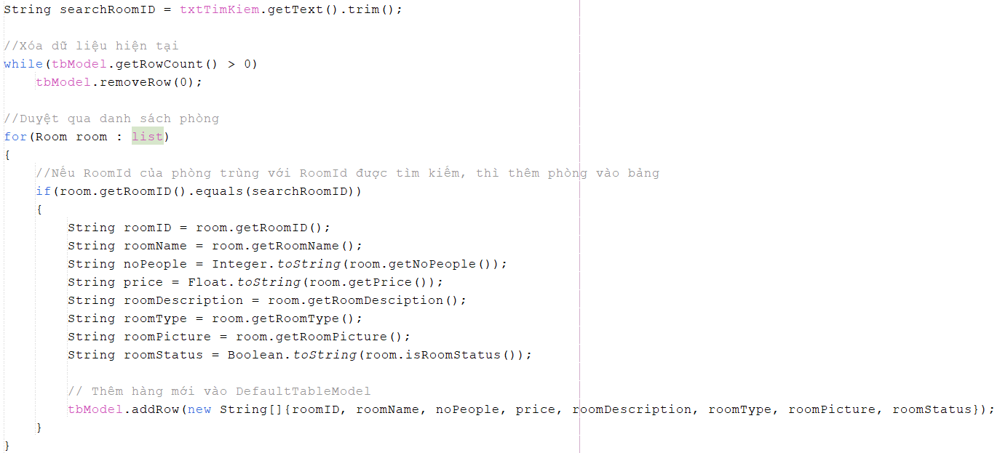 String searchRoomID = txtTimKiem.getText().trim();
//Xóa dữ liệu hiện tại
while(tbModel.getRowCount() > 0)
    tbModel.removeRow(0);
//Duyệt qua danh sách phòng
for(Room room : list)
{
    //Nếu RoomId của phòng trùng với RoomId được tìm kiếm, thì thêm phòng vào bảng
    if(room.getRoomID().equals(searchRoomID))
    {
        String roomID = room.getRoomID();
        String roomName = room.getRoomName();
        String noPeople = Integer.toString(room.getNoPeople());
        String price = Float.toString(room.getPrice());
        String roomDescription = room.getRoomDesciption();
        String roomType = room.getRoomType();
        String roomPicture = room.getRoomPicture();
        String roomStatus = Boolean.toString(room.isRoomStatus());
        // Thêm hàng mới vào DefaultTableModel
        tbModel.addRow(new String[]{roomID, roomName, noPeople, price, roomDescription, roomType, roomPicture, roomStatus});
    }
}